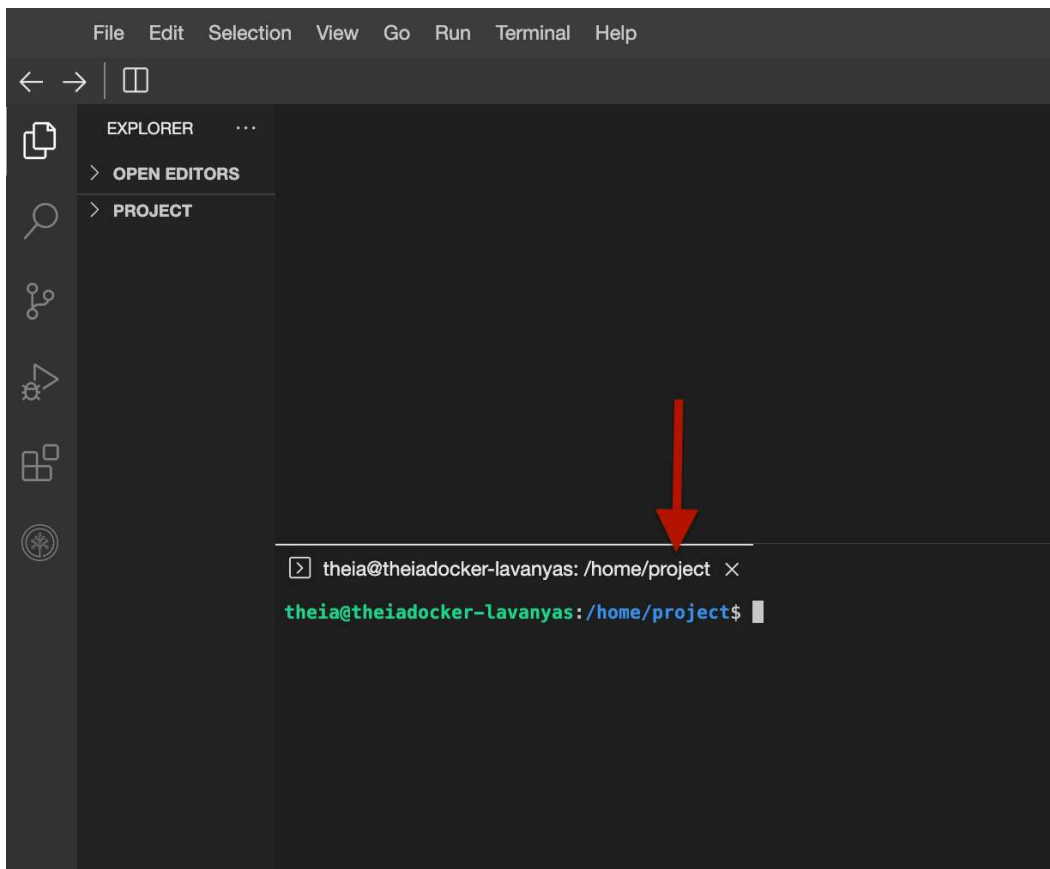 File Edit Selection View Go Run Terminal Help
EXPLORER ...
OPEN EDITORS
PROJECT
theia@theiadocker-lavanyas: /home/project
theia@theiadocker-lavanyas:/home/project$